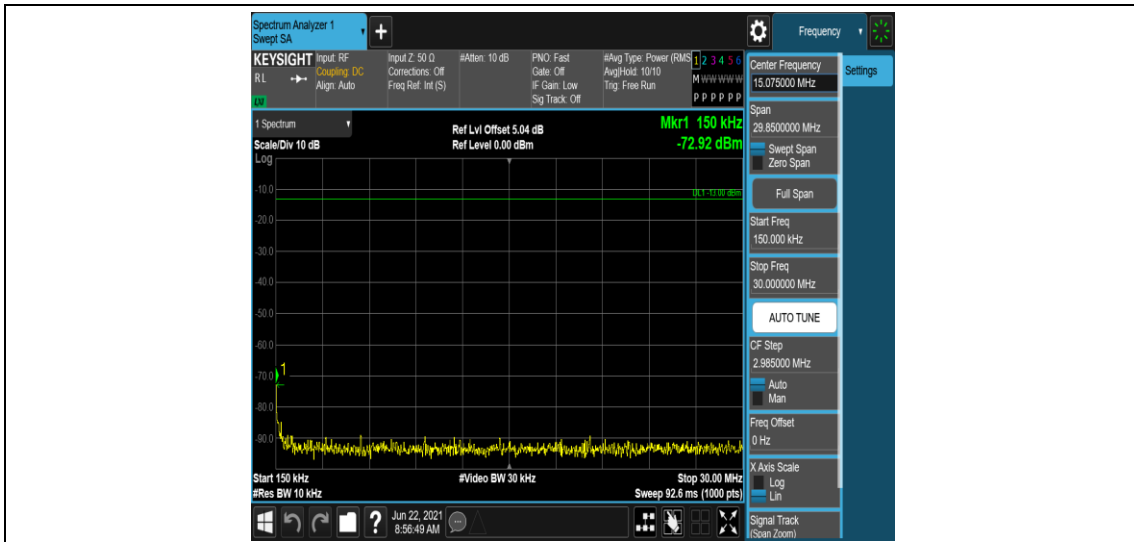 Spectrum Analyzer 1
Swept SA
+
Frequency
KEYSIGHT
RL
LXI
Input: RF
Coupling: DC
Align: Auto
Input Z: 50 Ω
Corrections: Off
Freq Ref: Int (S)
#Atten: 10 dB
PNO: Fast
Gate: Off
IF Gain: Low
Sig Track: Off
#Avg Type: Power (RMS
Avg|Hold: 10/10
Trig: Free Run
1 2 3 4 5 6
M W W W W W
P P P P P P
1 Spectrum
Scale/Div 10 dB
Log
Ref Lvl Offset 5.04 dB
Ref Level 0.00 dBm
Mkr1 150 kHz
-72.92 dBm
DL1 -13.00 dBm
-10.0
-20.0
-30.0
-40.0
-50.0
-60.0
-70.0
-80.0
-90.0
1
Start 150 kHz
#Res BW 10 kHz
#Video BW 30 kHz
Stop 30.00 MHz
Sweep 92.6 ms (1000 pts)
?
Jun 22, 2021
8:56:49 AM
Center Frequency
15.075000 MHz
Settings
Span
29.8500000 MHz
Swept Span
Zero Span
Full Span
Start Freq
150.000 kHz
Stop Freq
30.000000 MHz
AUTO TUNE
CF Step
2.985000 MHz
Auto
Man
Freq Offset
0 Hz
X Axis Scale
Log
Lin
Signal Track
(Span Zoom)